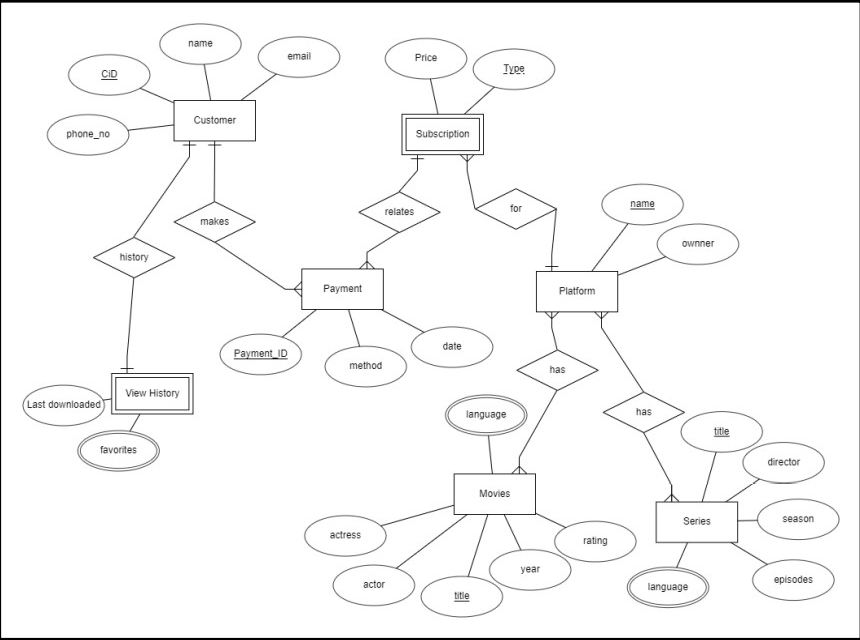 name
email
CID
Customer
phone_no
Price
Type
Subscription
makes
relates
for
name
ownner
history
Payment
Platform
Payment_ID
method
date
has
has
View History
Last downloaded
favorites
language
title
director
Movies
season
Series
actress
rating
actor
title
year
language
episodes